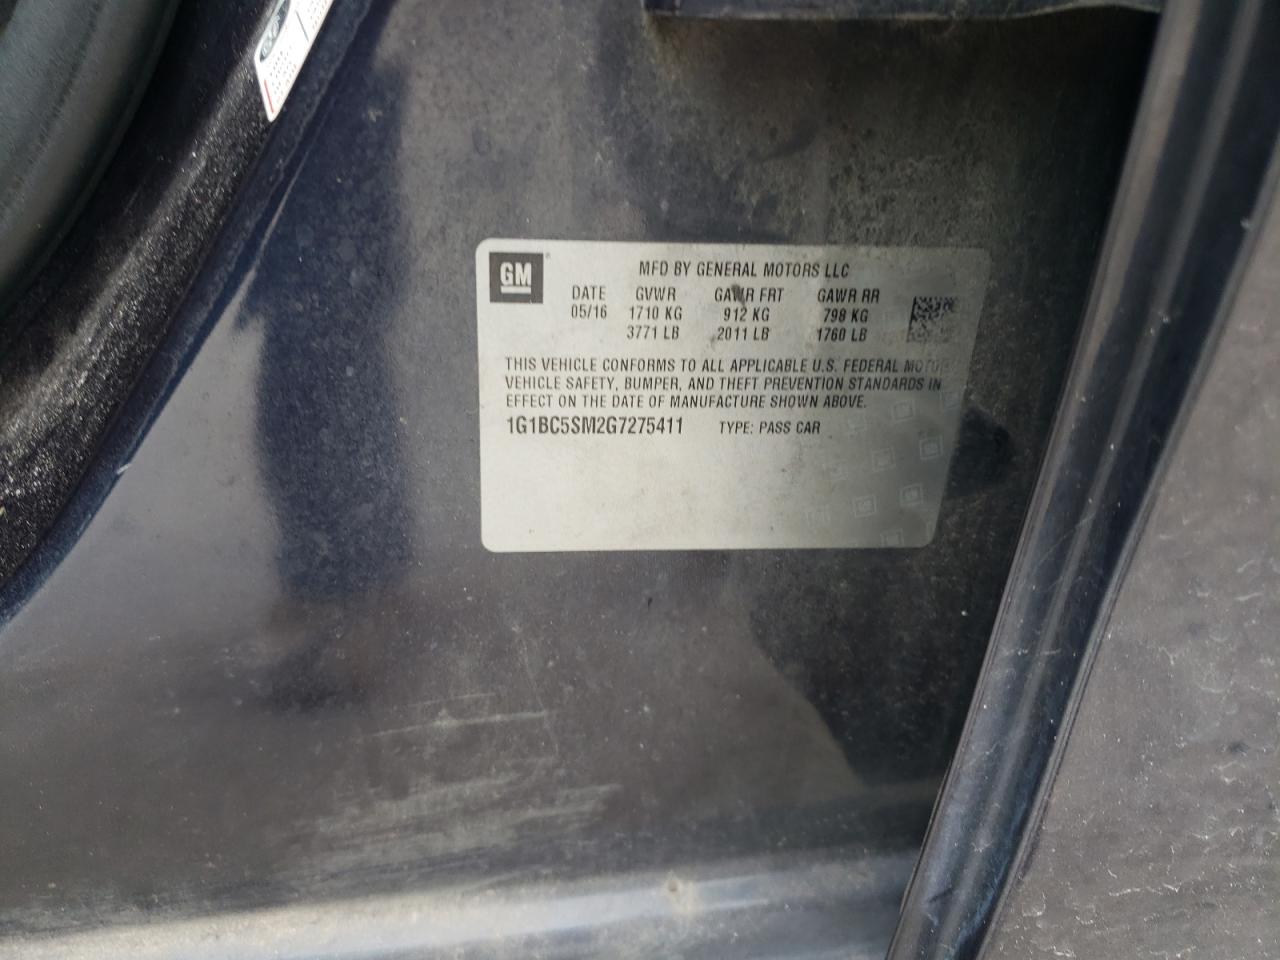 GM
MFD BY GENERAL MOTORS LLC
DATE GVWR GAWR FRT GAWR RR
05/16 1710 KG 912 KG 798 KG
3771 LB 2011 LB 1760 LB
THIS VEHICLE CONFORMS TO ALL APPLICABLE U.S. FEDERAL MOTOR
VEHICLE SAFETY, BUMPER, AND THEFT PREVENTION STANDARDS IN
EFFECT ON THE DATE OF MANUFACTURE SHOWN ABOVE.
1G1BC5SM2G7275411 TYPE: PASS CAR